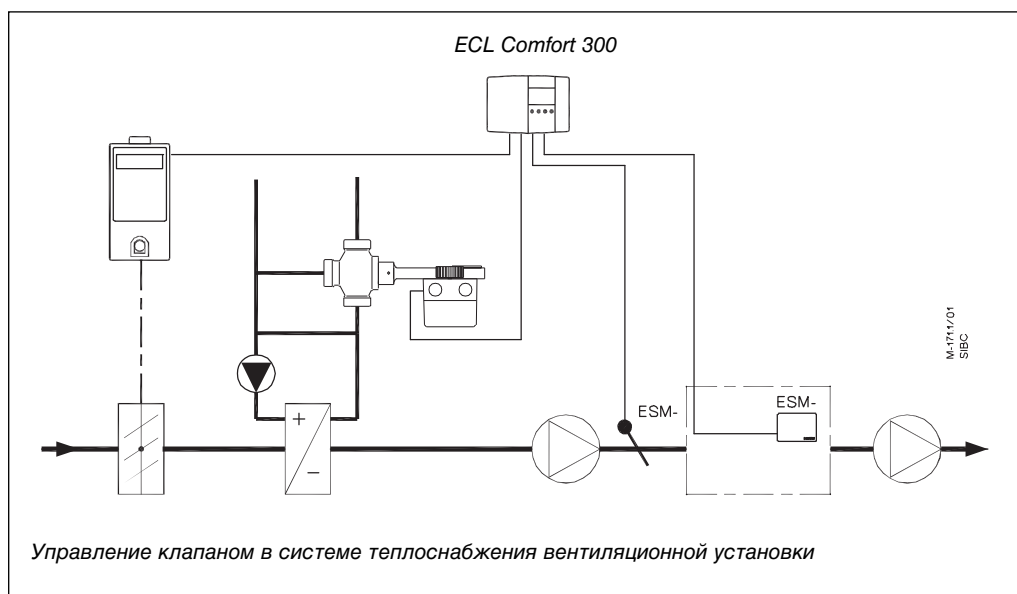 ECL Comfort 300
ESM-
ESM-
M-1711/01
SIBC
Управление клапаном в системе теплоснабжения вентиляционной установки